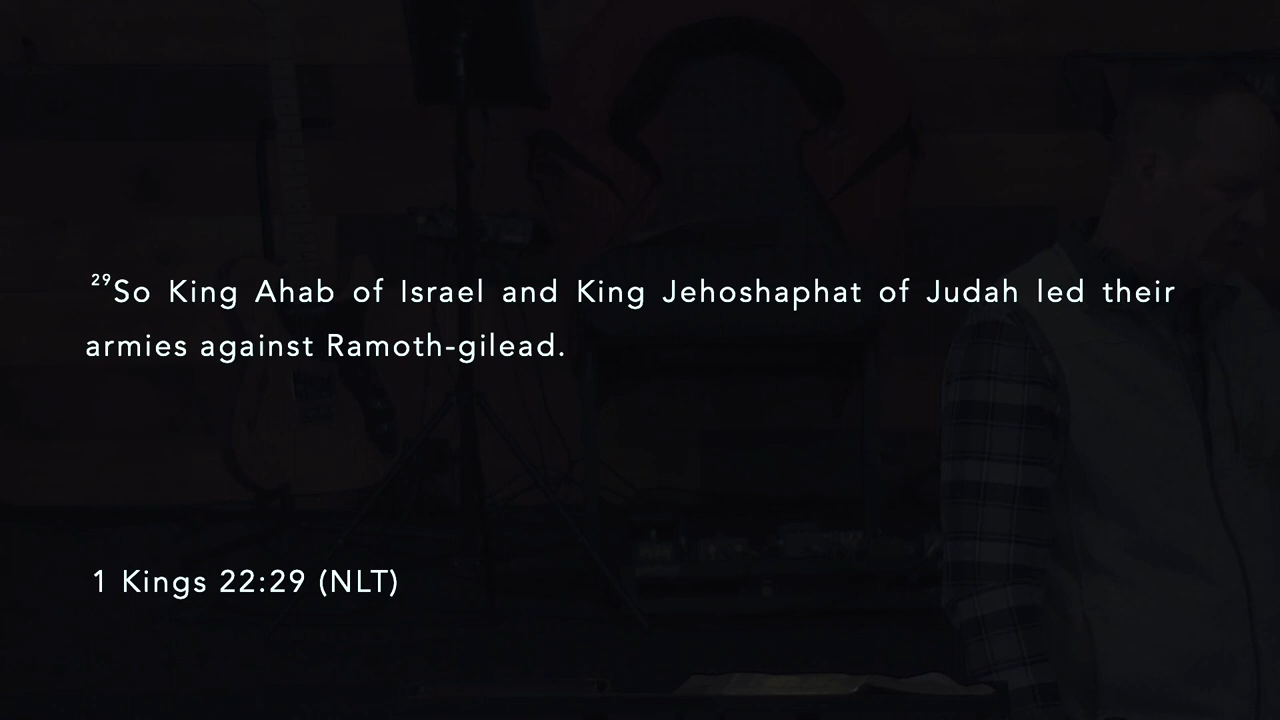 ²⁹So King Ahab of Israel and King Jehoshaphat of Judah led their
armies against Ramoth-gilead.
1 Kings 22:29 (NLT)